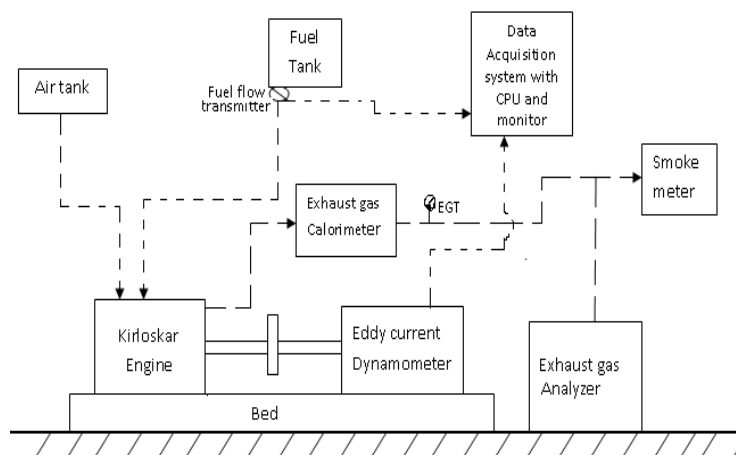 Fuel
Tank
Data
Acquisition
system with
CPU and
monitor
Air tank
Fuel flow
transmitter
Smoke
meter
Exhaust gas
Calorimeter
EGT
Kirloskar
Engine
Eddy current
Dynamometer
Exhaust gas
Analyzer
Bed